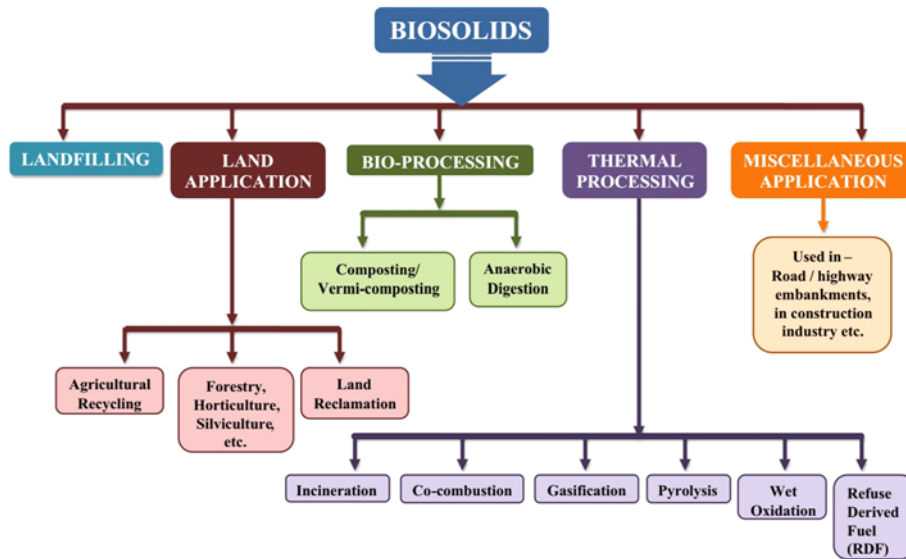 BIOSOLIDS
LANDFILLING
LAND
APPLICATION
BIO-PROCESSING
THERMAL
PROCESSING
MISCELLANEOUS
APPLICATION
Composting/
Vermi-composting
Anaerobic
Digestion
Used in –
Road / highway
embankments,
in construction
industry etc.
Agricultural
Recycling
Forestry,
Horticulture,
Silviculture,
etc.
Land
Reclamation
Incineration
Co-combustion
Gasification
Pyrolysis
Wet
Oxidation
Refuse
Derived
Fuel
(RDF)